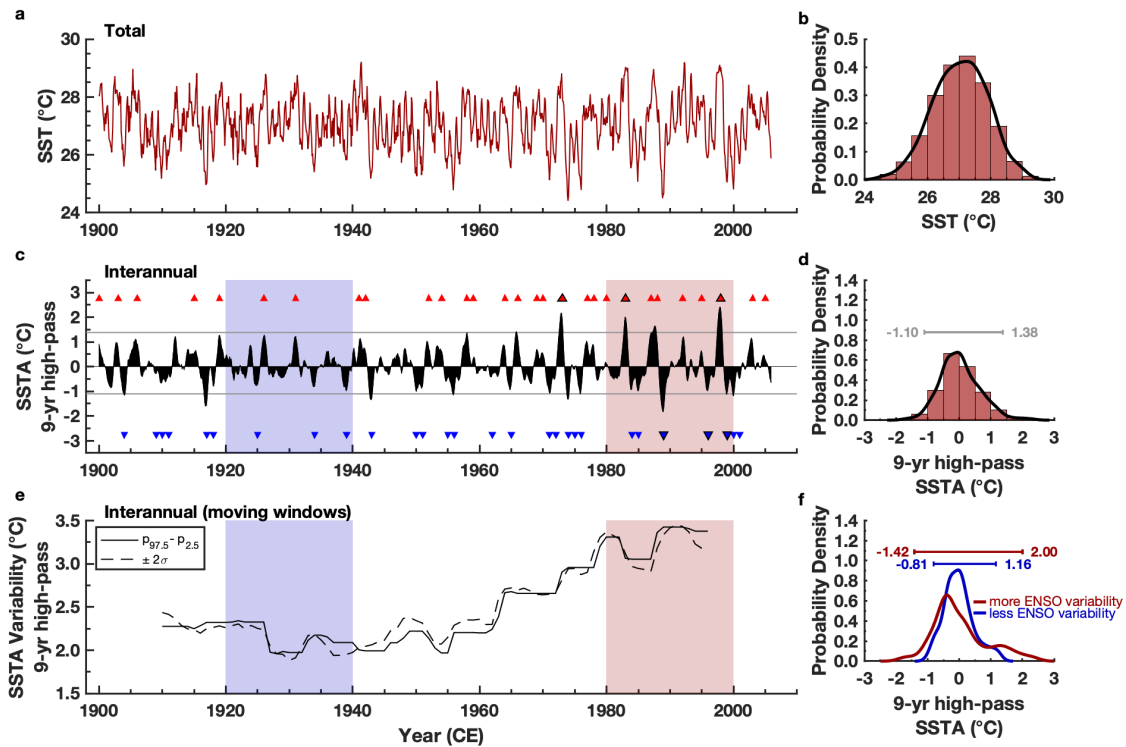 a
Total
SST (°C)
30
28
26
24
1900
1920
1940
1960
1980
2000
b
Probability Density
0.5
0.4
0.3
0.2
0.1
0.0
24
26
28
30
SST (°C)
c
Interannual
SSTA (°C)
9-yr high-pass
3
2
1
0
-1
-2
-3
1900
1920
1940
1960
1980
2000
d
Probability Density
1.4
1.2
1.0
0.8
0.6
0.4
0.2
0.0
-1.10
1.38
-3
-2
-1
0
1
2
3
9-yr high-pass
SSTA (°C)
e
Interannual (moving windows)
p97.5 - p2.5
± 2σ
SSTA Variability (°C)
9-yr high-pass
3.5
3.0
2.5
2.0
1.5
1900
1920
1940
1960
1980
2000
Year (CE)
f
Probability Density
1.4
1.2
1.0
0.8
0.6
0.4
0.2
0.0
-1.42
2.00
-0.81
1.16
more ENSO variability
less ENSO variability
-3
-2
-1
0
1
2
3
9-yr high-pass
SSTA (°C)